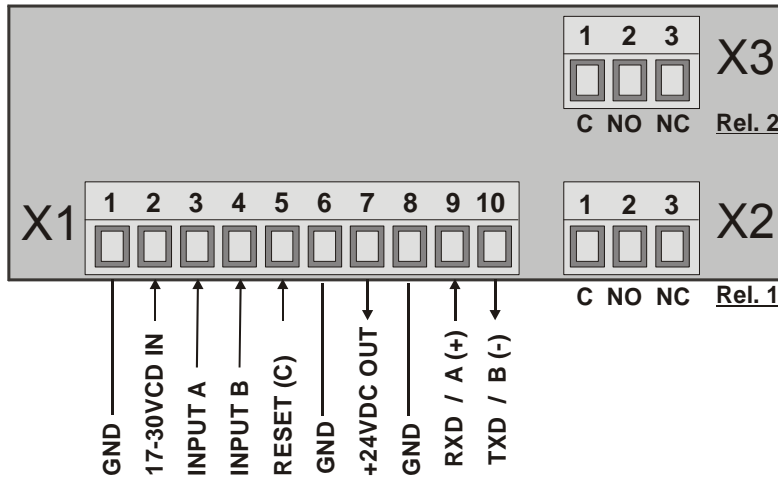 1 2 3
X3
C NO NC Rel. 2
X1
1 2 3 4 5 6 7 8 9 10
1 2 3
X2
C NO NC Rel. 1
GND
17-30VCD IN
INPUT A
INPUT B
RESET (C)
GND
+24VDC OUT
GND
RXD / A (+)
TXD / B (-)